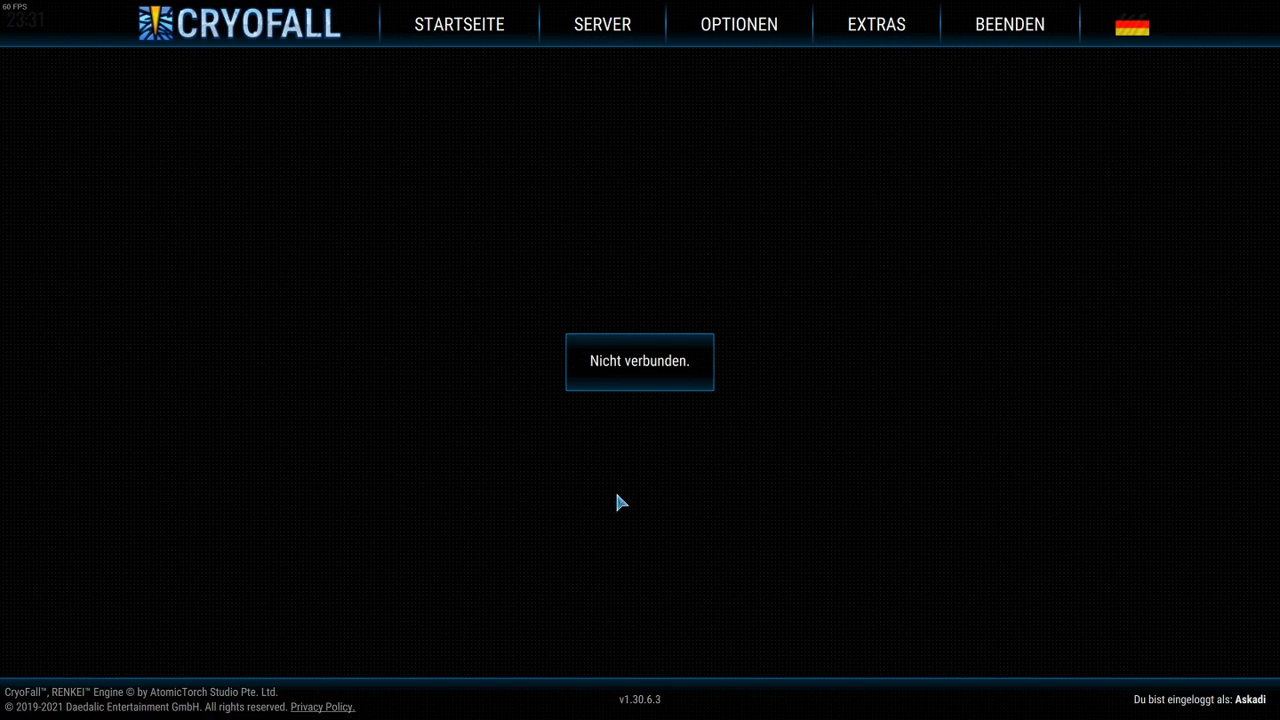 60 FPS
23:31
CRYOFALL
STARTSEITE
SERVER
OPTIONEN
EXTRAS
BEENDEN
Nicht verbunden.
CryoFall™, RENKEI™ Engine © by AtomicTorch Studio Pte. Ltd.
© 2019-2021 Daedalic Entertainment GmbH. All rights reserved. Privacy Policy.
v1.30.6.3
Du bist eingeloggt als: Askadi